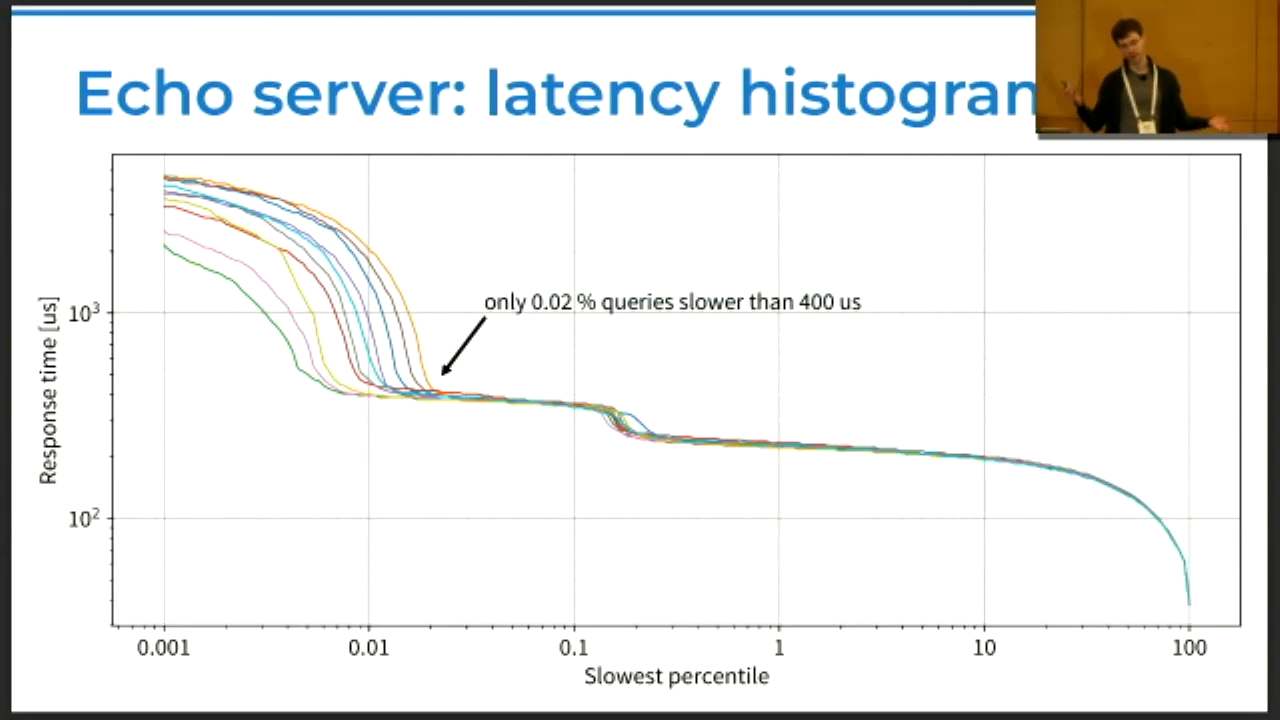 Echo server: latency histogran
only 0.02 % queries slower than 400 us
Response time [us]
10³
10²
0.001 0.01 0.1 1 10 100
Slowest percentile